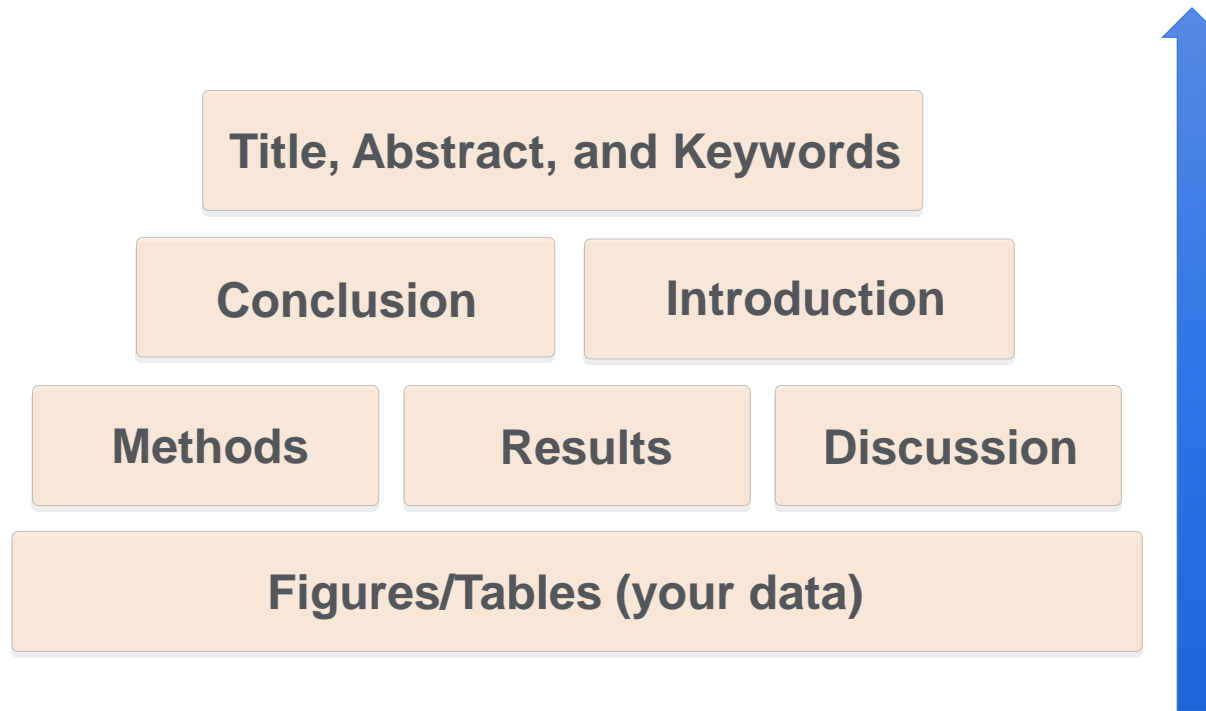 Title, Abstract, and Keywords
Conclusion
Introduction
Methods
Results
Discussion
Figures/Tables (your data)